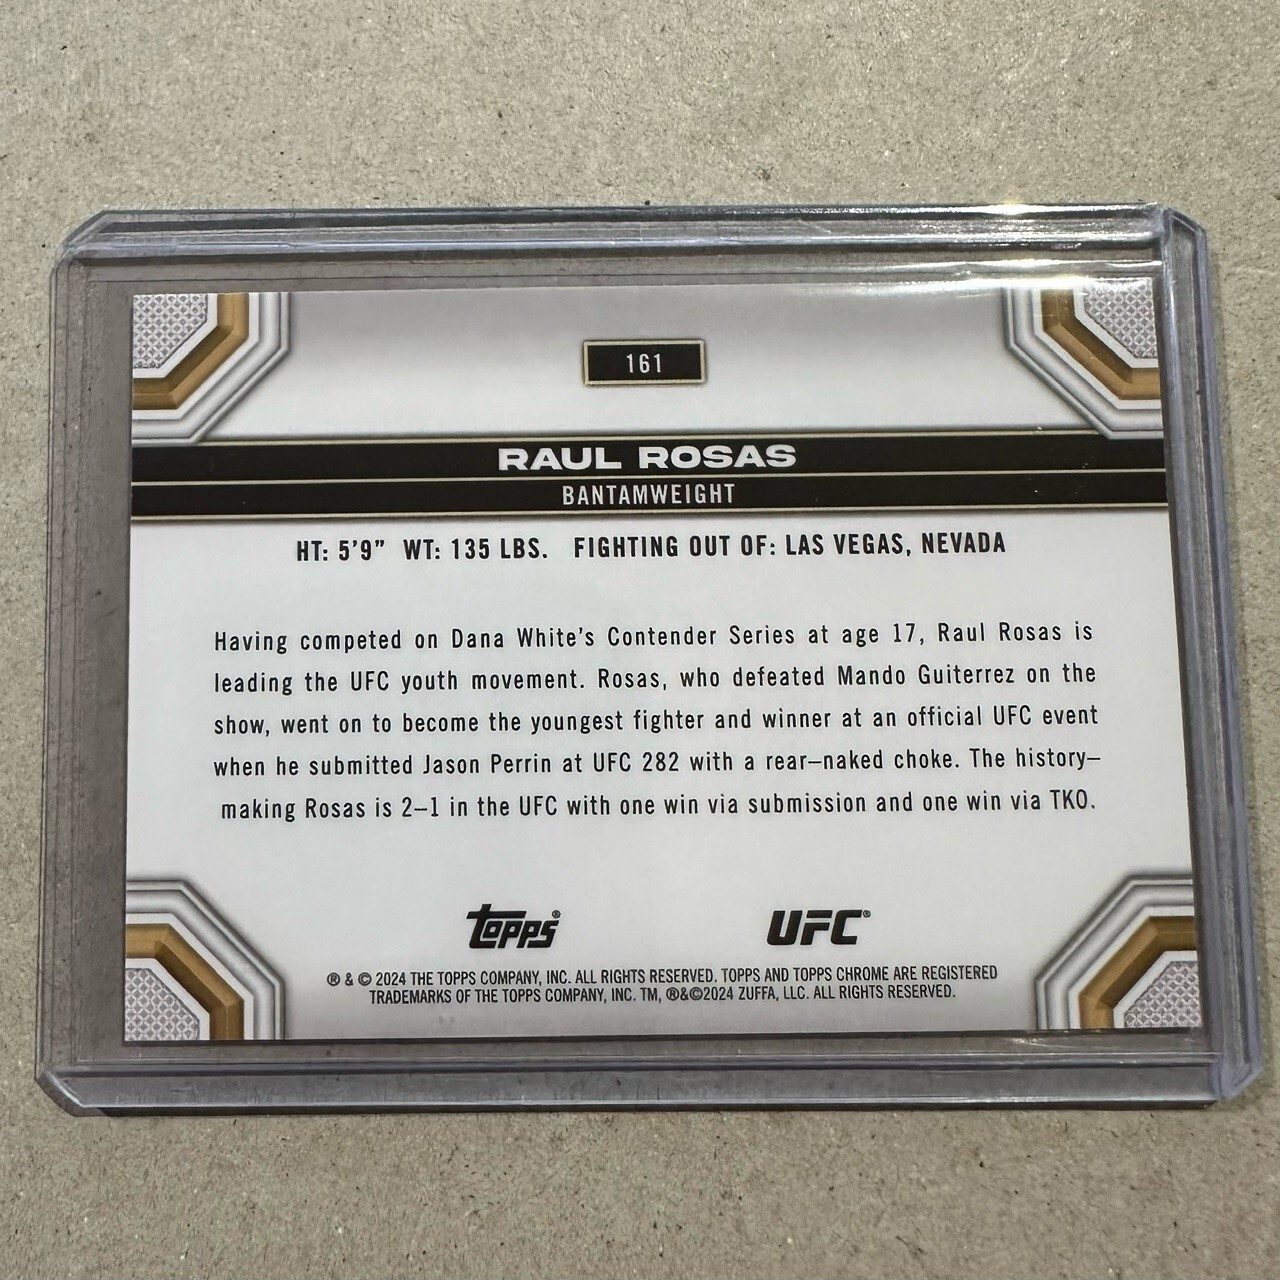 161
RAUL ROSAS
BANTAMWEIGHT
HT: 5'9" WT: 135 LBS. FIGHTING OUT OF: LAS VEGAS, NEVADA
Having competed on Dana White's Contender Series at age 17, Raul Rosas is
leading the UFC youth movement. Rosas, who defeated Mando Guiterrez on the
show, went on to become the youngest fighter and winner at an official UFC event
when he submitted Jason Perrin at UFC 282 with a rear–naked choke. The history–
making Rosas is 2–1 in the UFC with one win via submission and one win via TKO.
Topps® UFC®
® & © 2024 THE TOPPS COMPANY, INC. ALL RIGHTS RESERVED. TOPPS AND TOPPS CHROME ARE REGISTERED
TRADEMARKS OF THE TOPPS COMPANY, INC. TM, ®&©2024 ZUFFA, LLC. ALL RIGHTS RESERVED.